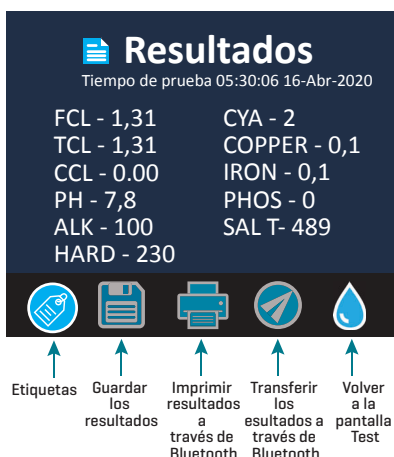 Resultados
Tiempo de prueba 05:30:06 16-Abr-2020
FCL - 1,31
TCL - 1,31
CCL - 0.00
PH - 7,8
ALK - 100
HARD - 230
CYA - 2
COPPER - 0,1
IRON - 0,1
PHOS - 0
SAL T- 489
Etiquetas
Guardar
los
resultados
Imprimir
resultados
a
través de
Bluetooth
Transferir
los
esultados a
través de
Bluetooth
Volver
a la
pantalla
Test